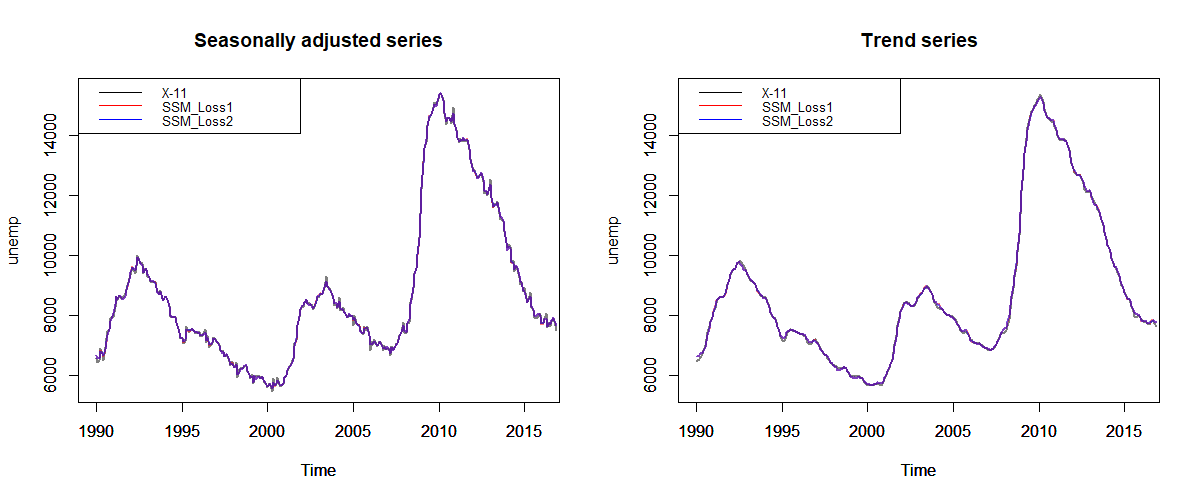 Seasonally adjusted series
X-11
SSM_Loss1
SSM_Loss2
unemp
14000
12000
10000
8000
6000
1990 1995 2000 2005 2010 2015
Time
Trend series
X-11
SSM_Loss1
SSM_Loss2
unemp
14000
12000
10000
8000
6000
1990 1995 2000 2005 2010 2015
Time